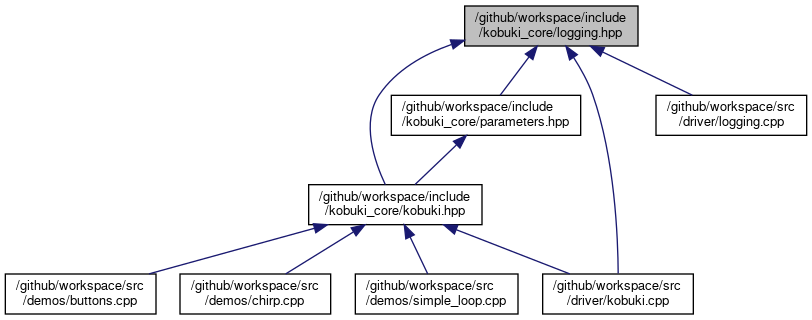 /github/workspace/include
/kobuki_core/logging.hpp
/github/workspace/include
/kobuki_core/parameters.hpp
/github/workspace/src
/driver/logging.cpp
/github/workspace/include
/kobuki_core/kobuki.hpp
/github/workspace/src
/demos/buttons.cpp
/github/workspace/src
/demos/chirp.cpp
/github/workspace/src
/demos/simple_loop.cpp
/github/workspace/src
/driver/kobuki.cpp